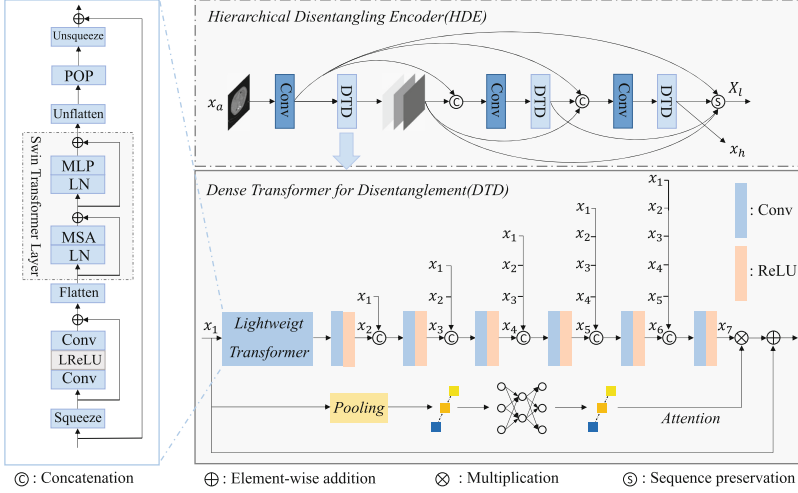 Unsqueeze
POP
Unflatten
MLP
LN
MSA
LN
Swin Transformer
Layer
Flatten
Conv
LReLU
Conv
Squeeze
Hierarchical Disentangling Encoder(HDE)
x_a
Conv
DTD
C
Conv
DTD
C
Conv
DTD
S
X_l
x_h
Dense Transformer for Disentanglement(DTD)
x_1
Lightweigt
Transformer
x_1
x_2
C
x_1
x_2
x_3
C
x_1
x_2
x_3
x_4
C
x_1
x_2
x_3
x_4
x_5
C
x_1
x_2
x_3
x_4
x_5
x_6
C
x_7
: Conv
: ReLU
Pooling
Attention
C : Concatenation
⊕ : Element-wise addition
⊗ : Multiplication
S : Sequence preservation